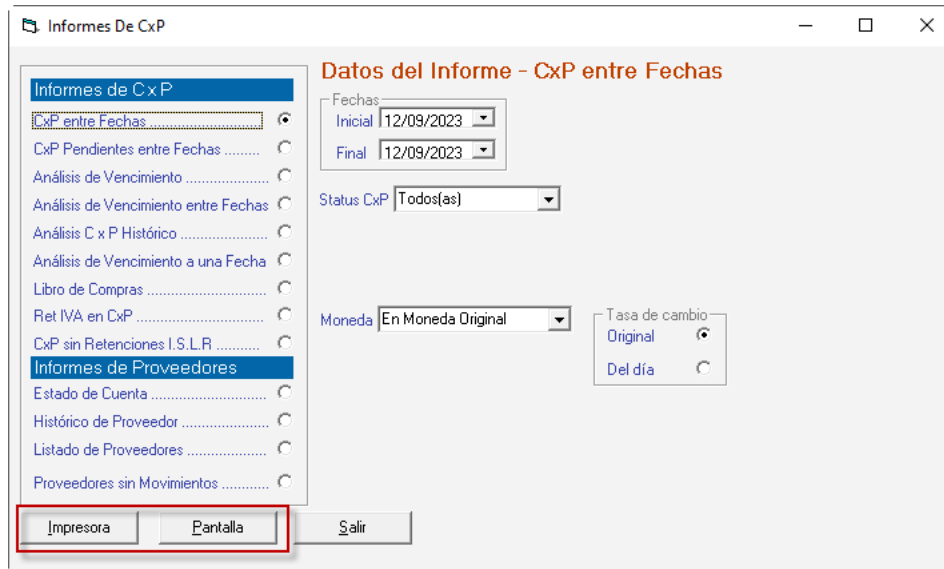 Informes De CxP
Informes de C x P
CxP entre Fechas ............................
CxP Pendientes entre Fechas .........
Análisis de Vencimiento .....................
Análisis de Vencimiento entre Fechas
Análisis C x P Histórico ......................
Análisis de Vencimiento a una Fecha
Libro de Compras ..............................
Ret IVA en CxP ................................
CxP sin Retenciones I.S.L.R ...........
Informes de Proveedores
Estado de Cuenta .............................
Histórico de Proveedor ......................
Listado de Proveedores .....................
Proveedores sin Movimientos ............
Datos del Informe - CxP entre Fechas
Fechas
Inicial 12/09/2023
Final 12/09/2023
Status CxP Todos(as)
Moneda En Moneda Original
Tasa de cambio
Original
Del día
Impresora Pantalla Salir